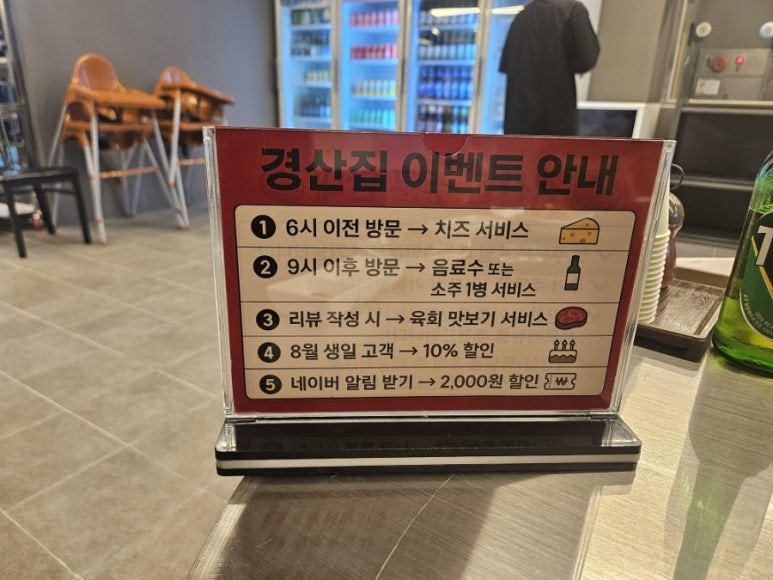 경산집 이벤트 안내
1 6시 이전 방문 → 치즈 서비스
2 9시 이후 방문 → 음료수 또는
소주 1병 서비스
3 리뷰 작성 시 → 육회 맛보기 서비스
4 8월 생일 고객 → 10% 할인
5 네이버 알림 받기 → 2,000원 할인
₩